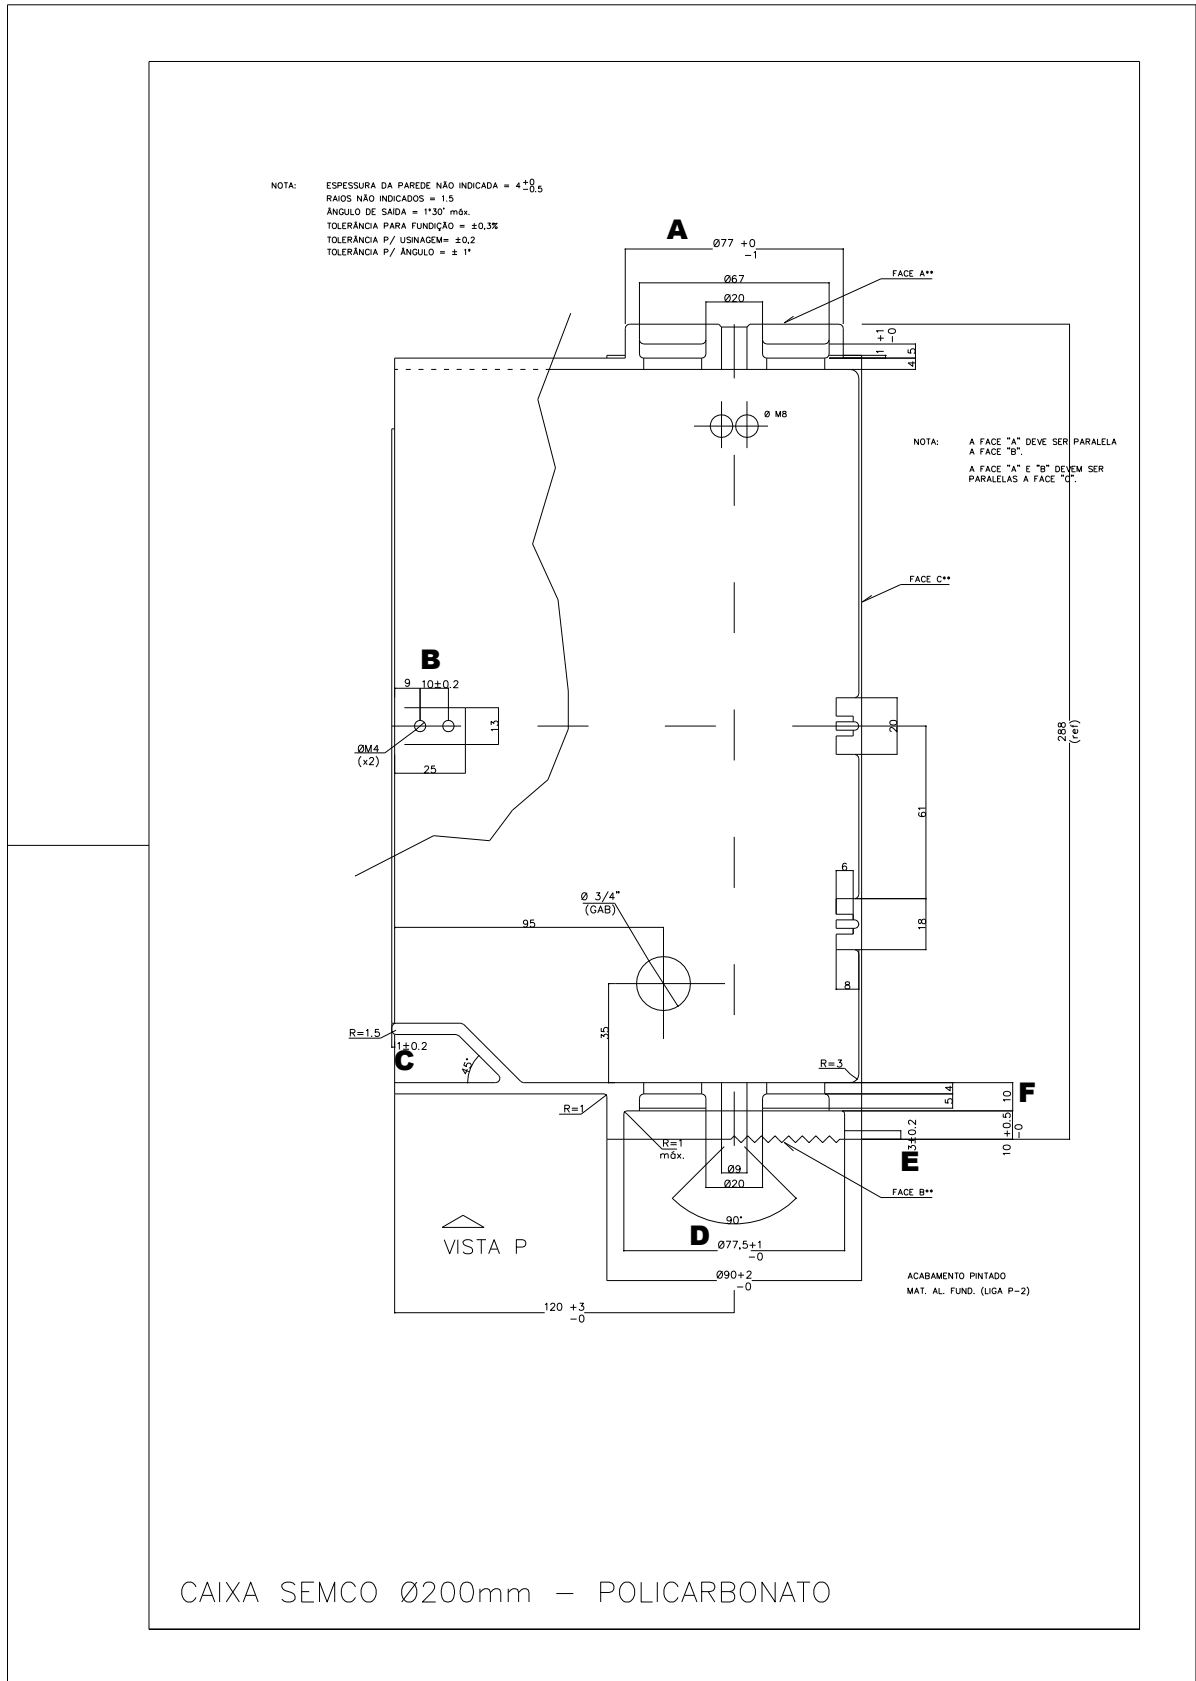 NOTA: ESPESSURA DA PAREDE NÃO INDICADA = 4 +0 -0.5
RAIOS NÃO INDICADOS = 1.5
ÂNGULO DE SAÍDA = 1°30' máx.
TOLERÂNCIA PARA FUNDIÇÃO = ±0,3%
TOLERÂNCIA P/ USINAGEM= ±0,2
TOLERÂNCIA P/ ÂNGULO = ± 1°
A
Ø77 +0
-1
Ø67
FACE A**
Ø20
1 +1
-0
5
4
Ø M8
NOTA: A FACE "A" DEVE SER PARALELA
A FACE "B".
A FACE "A" E "B" DEVEM SER
PARALELAS A FACE "C".
FACE C**
B
9
10±0.2
13
ØM4
(x2)
25
20
288
(ref)
61
6
Ø 3/4"
(GAB)
95
18
8
35
R=1.5
1±0.2
C
45°
R=3
R=1
4
5
10
F
R=1
máx.
3±0.2
10 +0.5
-0
E
Ø9
Ø20
FACE B**
90°
D
Ø77,5+1
-0
VISTA P
Ø90+2
-0
ACABAMENTO PINTADO
MAT. AL. FUND. (LIGA P-2)
120 +3
-0
CAIXA SEMCO Ø200mm - POLICARBONATO